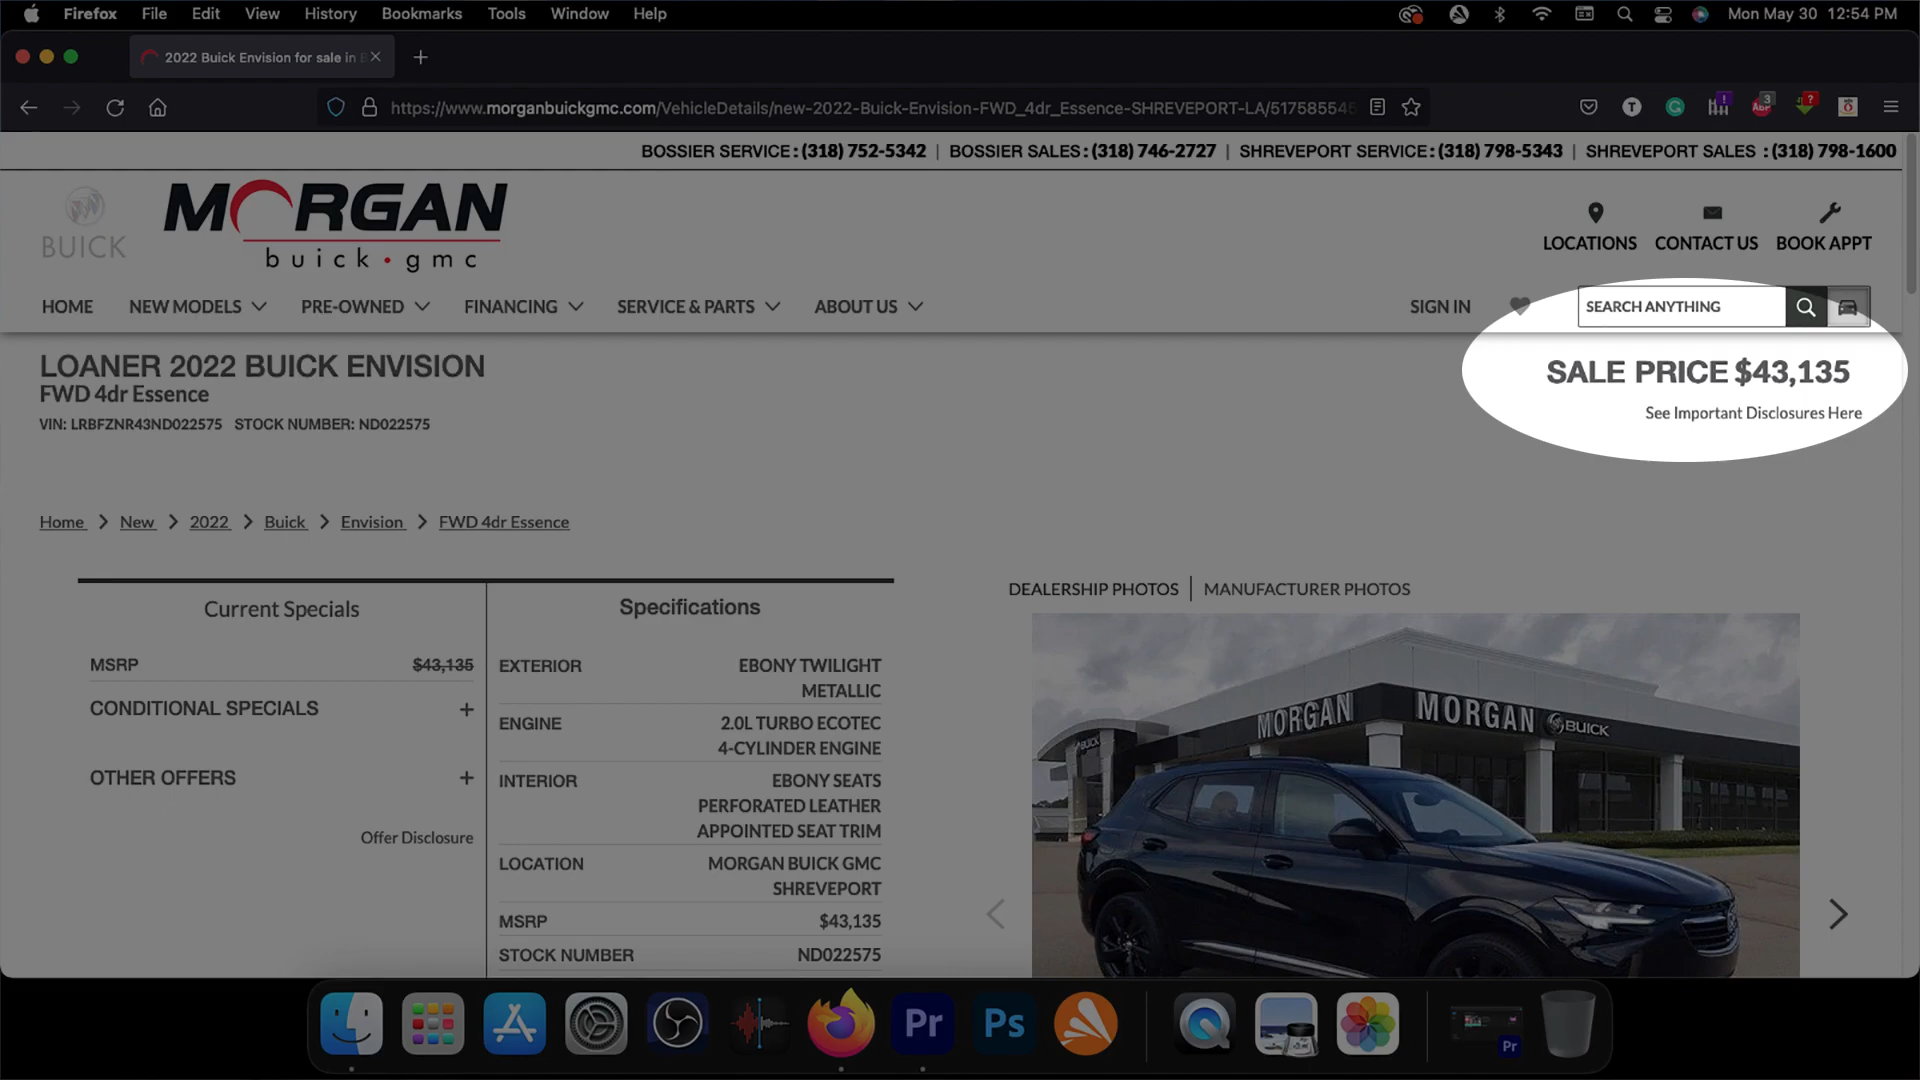 Firefox File Edit View History Bookmarks Tools Window Help
Mon May 30 12:54 PM
2022 Buick Envision for sale in
https://www.morganbuickgmc.com/VehicleDetails/new-2022-Buick-Envision-FWD_4dr_Essence-SHREVEPORT-LA/517585545
BOSSIER SERVICE: (318) 752-5342 | BOSSIER SALES: (318) 746-2727 | SHREVEPORT SERVICE: (318) 798-5343 | SHREVEPORT SALES : (318) 798-1600
BUICK
MORGAN
buick • gmc
LOCATIONS CONTACT US BOOK APPT
HOME NEW MODELS PRE-OWNED FINANCING SERVICE & PARTS ABOUT US SIGN IN SEARCH ANYTHING
LOANER 2022 BUICK ENVISION
FWD 4dr Essence
VIN: LRBFZNR43ND022575 STOCK NUMBER: ND022575
SALE PRICE $43,135
See Important Disclosures Here
Home > New > 2022 > Buick > Envision > FWD 4dr Essence
Current Specials
MSRP $43,135
CONDITIONAL SPECIALS +
OTHER OFFERS +
Offer Disclosure
Specifications
EXTERIOR EBONY TWILIGHT
METALLIC
ENGINE 2.0L TURBO ECOTEC
4-CYLINDER ENGINE
INTERIOR EBONY SEATS
PERFORATED LEATHER
APPOINTED SEAT TRIM
LOCATION MORGAN BUICK GMC
SHREVEPORT
MSRP $43,135
STOCK NUMBER ND022575
DEALERSHIP PHOTOS | MANUFACTURER PHOTOS
MORGAN MORGAN BUICK
BUICK
Pr Ps
Pr